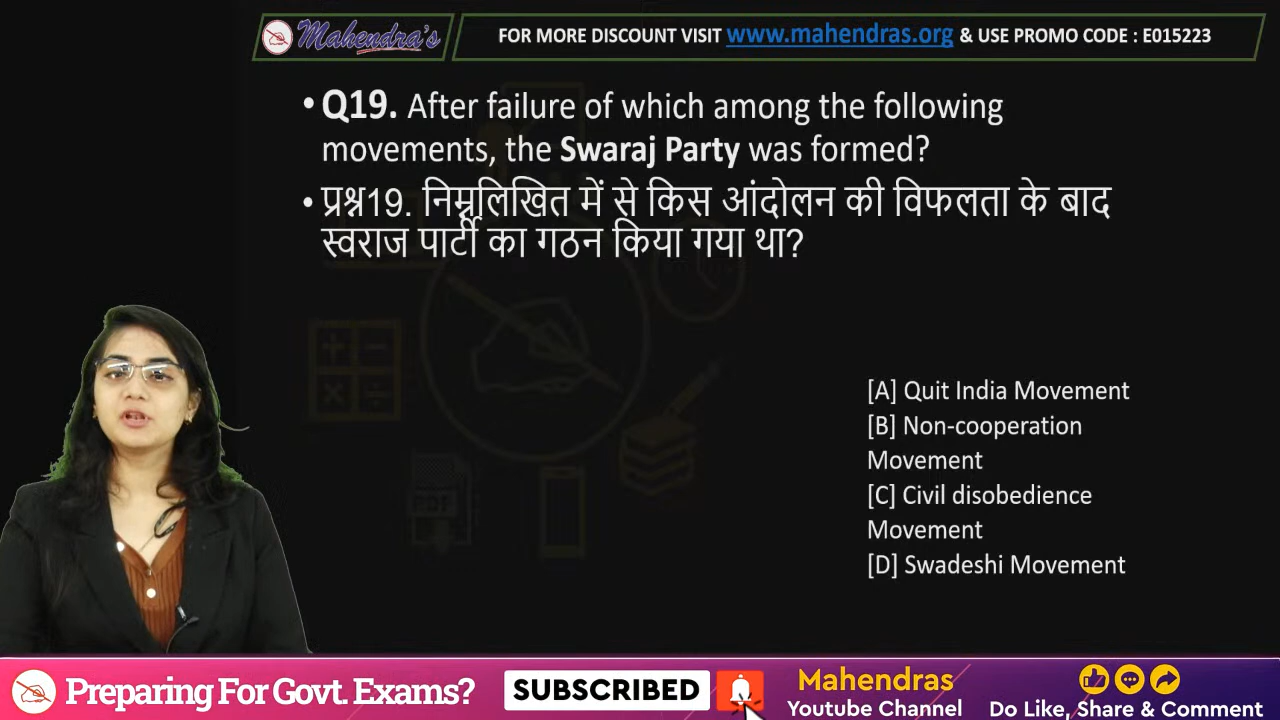 Mahendra's
FOR MORE DISCOUNT VISIT www.mahendras.org & USE PROMO CODE : E015223
• Q19. After failure of which among the following
movements, the Swaraj Party was formed?
• प्रश्न19. निम्नलिखित में से किस आंदोलन की विफलता के बाद
स्वराज पार्टी का गठन किया गया था?
[A] Quit India Movement
[B] Non-cooperation
Movement
[C] Civil disobedience
Movement
[D] Swadeshi Movement
PDF
Preparing For Govt. Exams?
SUBSCRIBED
Mahendras
Youtube Channel
Do Like, Share & Comment